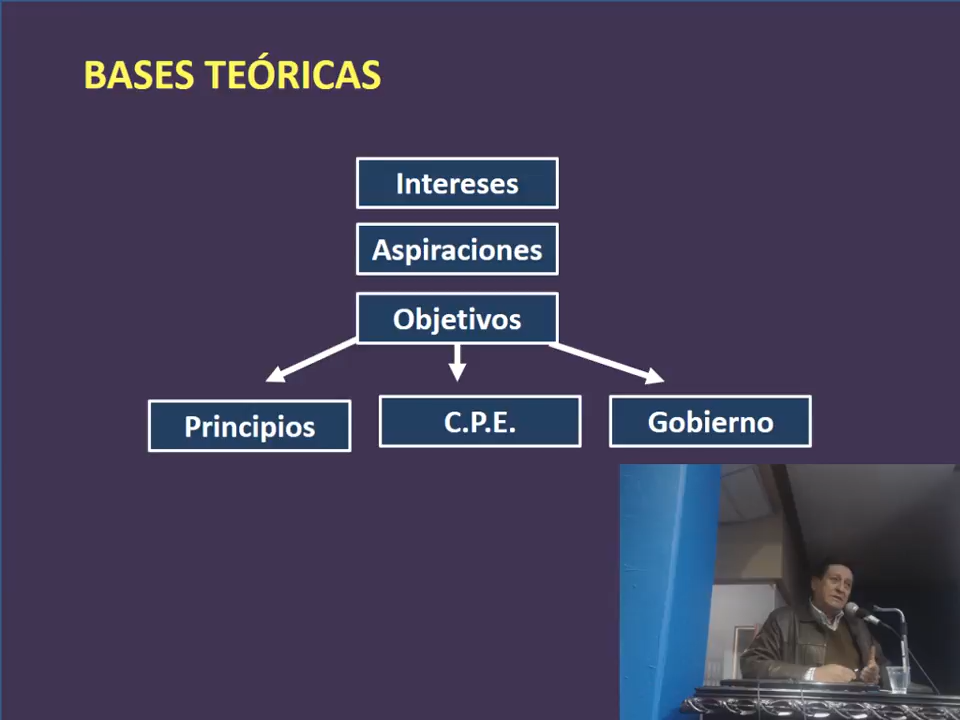 BASES TEÓRICAS
Intereses
Aspiraciones
Objetivos
Principios
C.P.E.
Gobierno